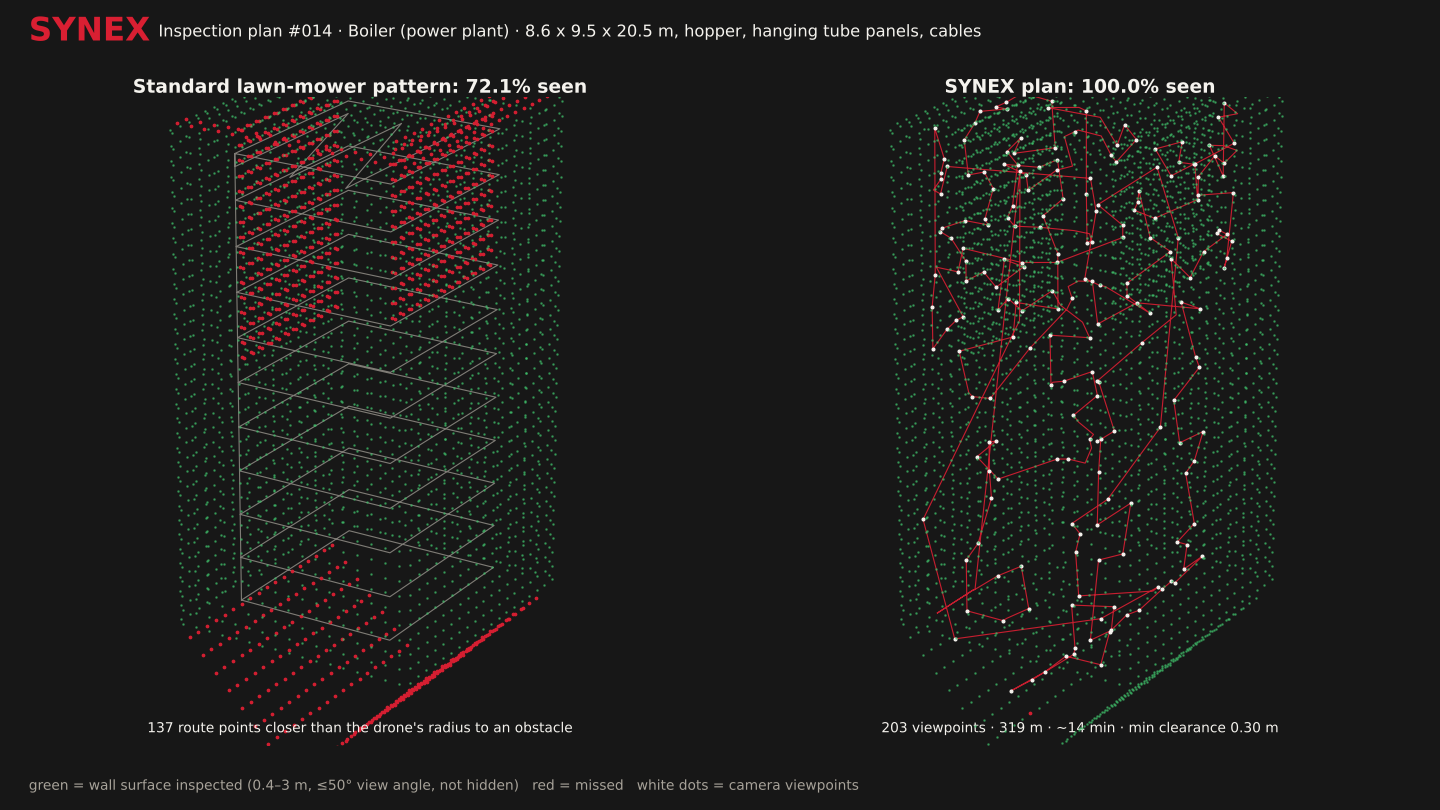 SYNEX Inspection plan #014 · Boiler (power plant) · 8.6 x 9.5 x 20.5 m, hopper, hanging tube panels, cables
Standard lawn-mower pattern: 72.1% seen
SYNEX plan: 100.0% seen
137 route points closer than the drone's radius to an obstacle
203 viewpoints · 319 m · ~14 min · min clearance 0.30 m
green = wall surface inspected (0.4–3 m, ≤50° view angle, not hidden)   red = missed   white dots = camera viewpoints